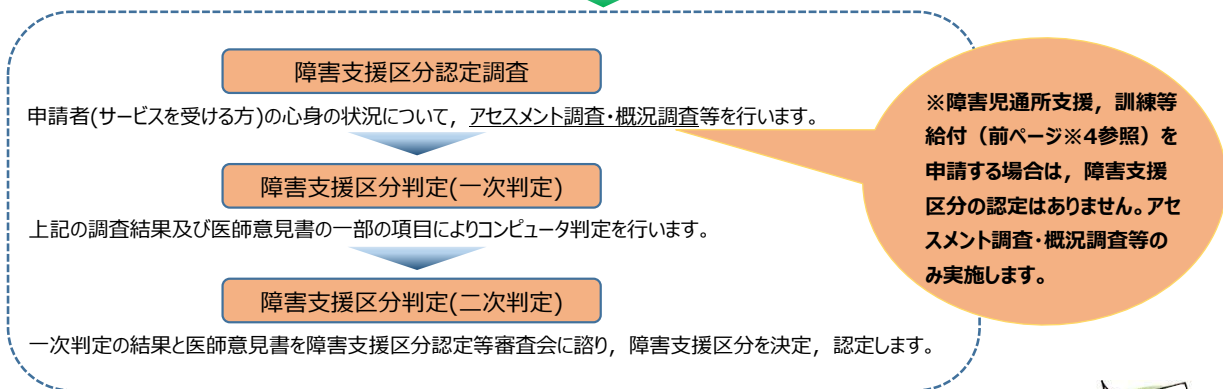 障害支援区分認定調査
申請者(サービスを受ける方)の心身の状況について，アセスメント調査・概況調査等を行います。
障害支援区分判定(一次判定)
上記の調査結果及び医師意見書の一部の項目によりコンピュータ判定を行います。
障害支援区分判定(二次判定)
一次判定の結果と医師意見書を障害支援区分認定等審査会に諮り，障害支援区分を決定，認定します。
※障害児通所支援，訓練等
給付（前ページ※4参照）を
申請する場合は，障害支援
区分の認定はありません。アセ
スメント調査・概況調査等の
み実施します。